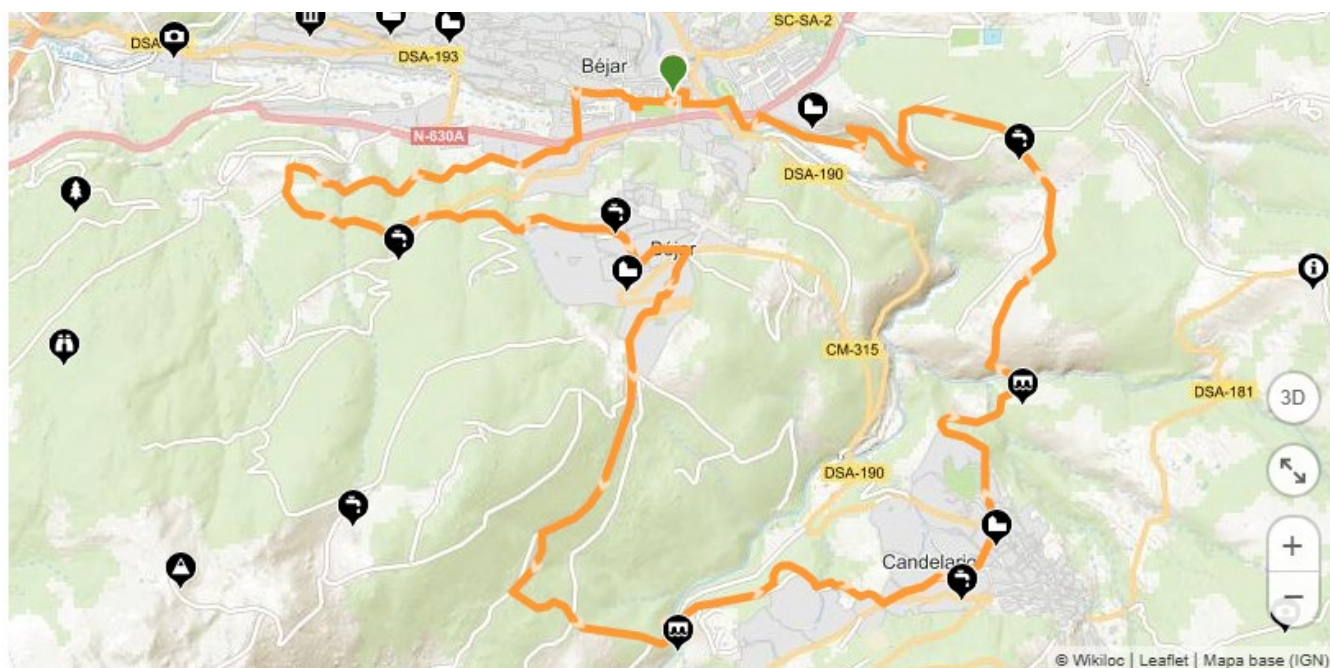 SC-SA-2
DSA
DSA-193
Béjar
N-630A
DSA-190
Béjar
CM-315
DSA-181
3D
DSA-190
Candelario
+
−
© Wikiloc | Leaflet | Mapa base (IGN)